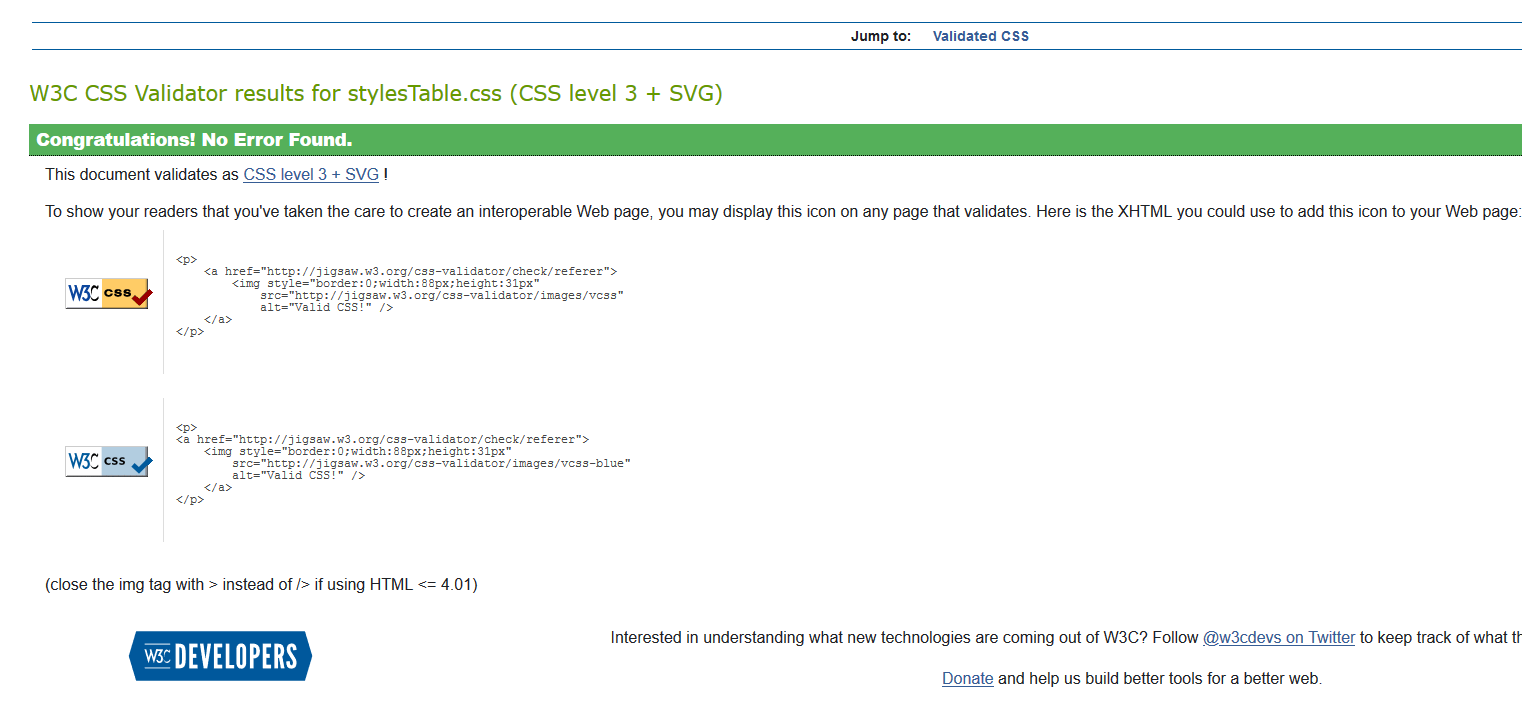 Jump to: Validated CSS
W3C CSS Validator results for stylesTable.css (CSS level 3 + SVG)
Congratulations! No Error Found.
This document validates as CSS level 3 + SVG !
To show your readers that you've taken the care to create an interoperable Web page, you may display this icon on any page that validates. Here is the XHTML you could use to add this icon to your Web page:
W3C css
<p>
    <a href="http://jigsaw.w3.org/css-validator/check/referer">
        <img style="border:0;width:88px;height:31px"
            src="http://jigsaw.w3.org/css-validator/images/vcss"
            alt="Valid CSS!" />
    </a>
</p>
W3C css
<p>
<a href="http://jigsaw.w3.org/css-validator/check/referer">
    <img style="border:0;width:88px;height:31px"
        src="http://jigsaw.w3.org/css-validator/images/vcss-blue"
        alt="Valid CSS!" />
    </a>
</p>
(close the img tag with > instead of /> if using HTML <= 4.01)
W3C DEVELOPERS
Interested in understanding what new technologies are coming out of W3C? Follow @w3cdevs on Twitter to keep track of what
Donate and help us build better tools for a better web.